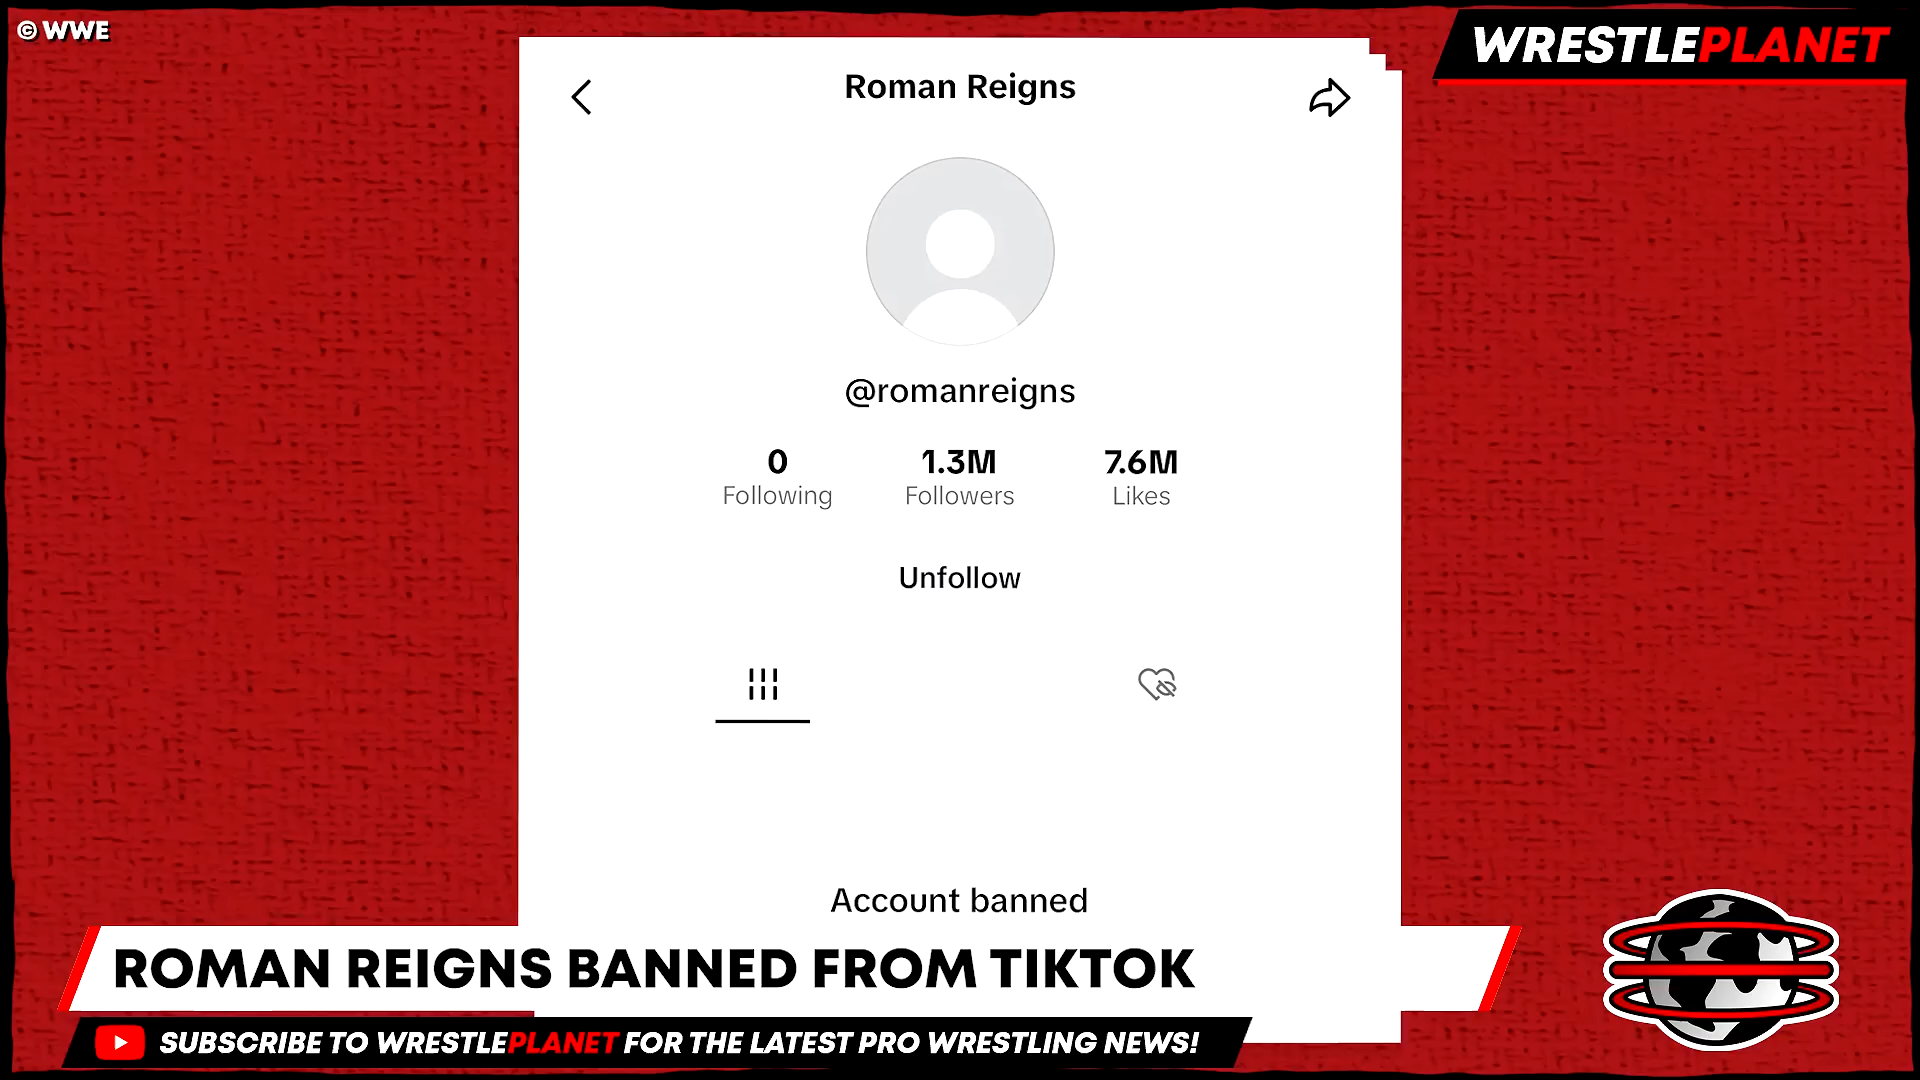 © WWE
WRESTLEPLANET
Roman Reigns
@romanreigns
0 1.3M 7.6M
Following Followers Likes
Unfollow
Account banned
ROMAN REIGNS BANNED FROM TIKTOK
SUBSCRIBE TO WRESTLEPLANET FOR THE LATEST PRO WRESTLING NEWS!